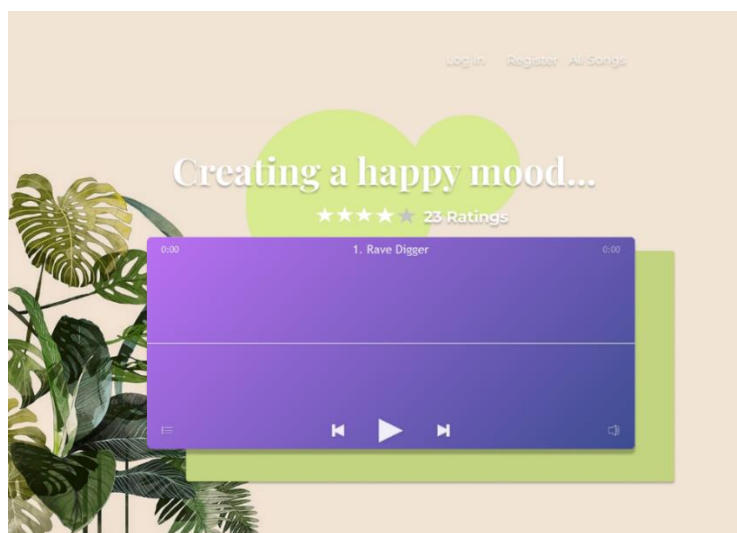 Log In Register All Songs
Creating a happy mood...
23 Ratings
0:00 1. Rave Digger 0:00